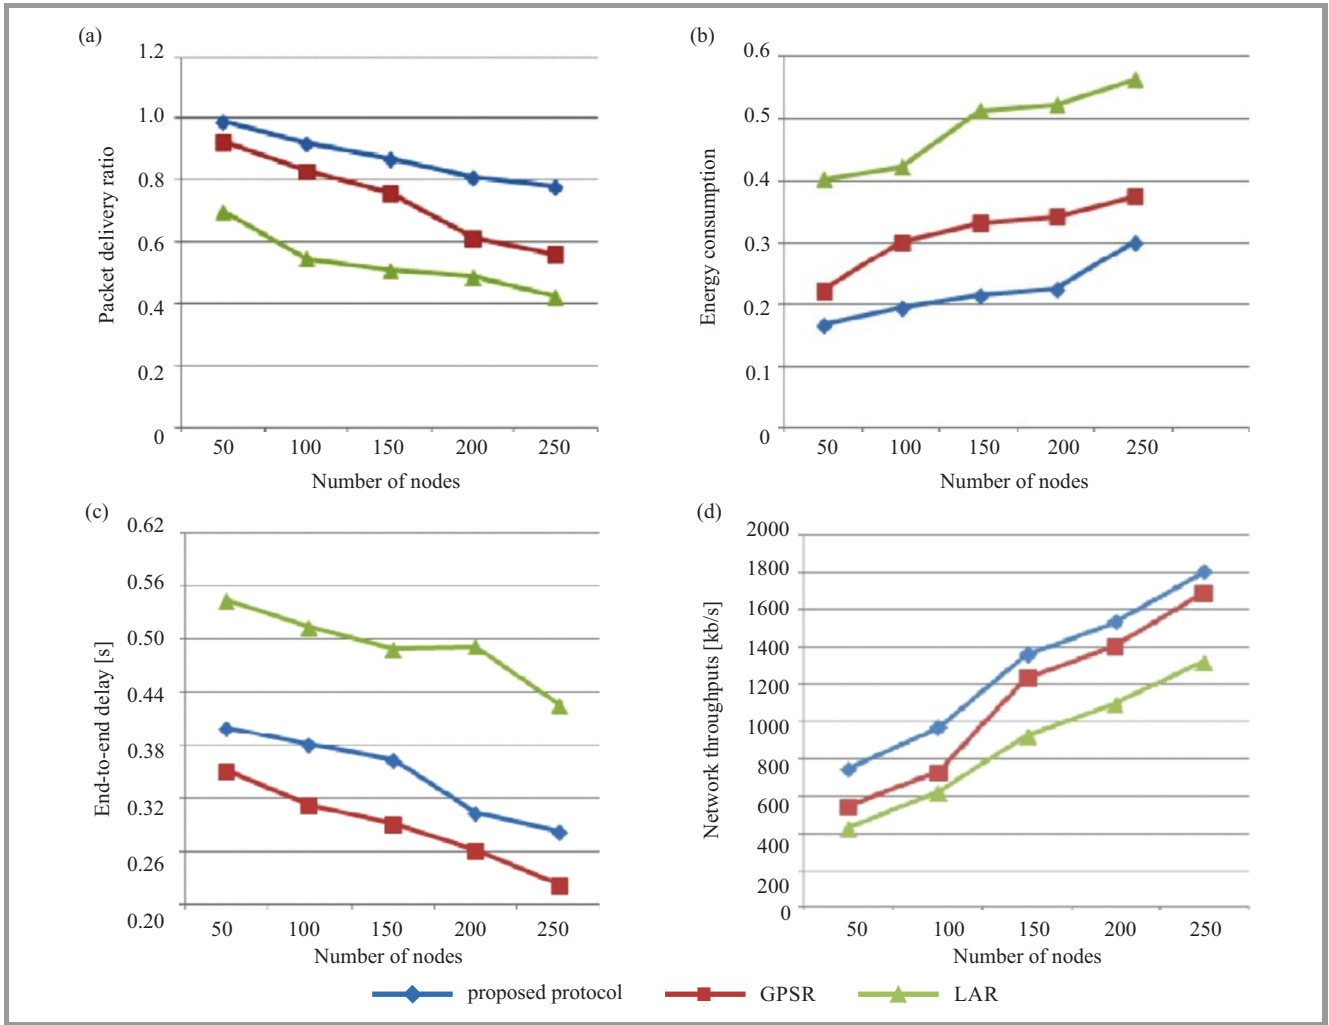 (a)
1.2
1.0
0.8
0.6
0.4
0.2
0
Packet delivery ratio
50 100 150 200 250
Number of nodes
(b)
0.6
0.5
0.4
0.3
0.2
0.1
0
Energy consumption
50 100 150 200 250
Number of nodes
(c)
0.62
0.56
0.50
0.44
0.38
0.32
0.26
0.20
End-to-end delay [s]
50 100 150 200 250
Number of nodes
(d)
2000
1800
1600
1400
1200
1000
800
600
400
200
0
Network throughputs [kb/s]
50 100 150 200 250
Number of nodes
proposed protocol GPSR LAR